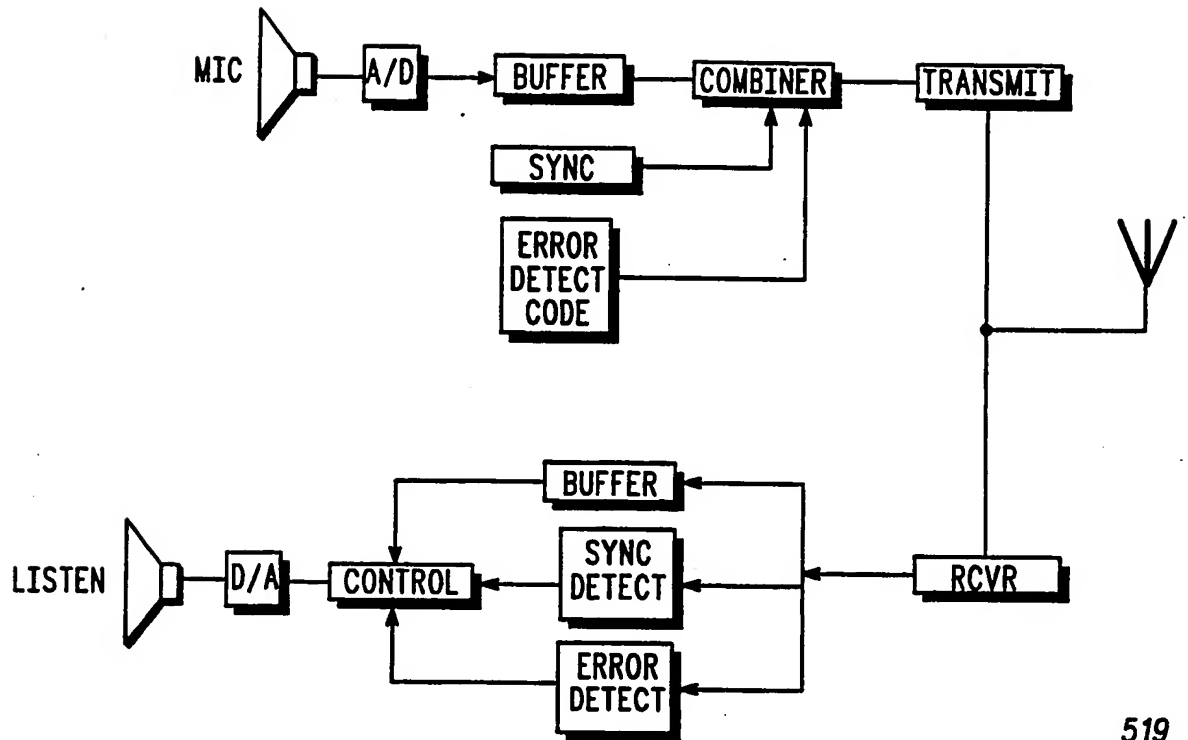 MIC
A/D
BUFFER
COMBINER
TRANSMIT
SYNC
ERROR
DETECT
CODE
BUFFER
SYNC
DETECT
LISTEN
D/A
CONTROL
RCVR
ERROR
DETECT
519